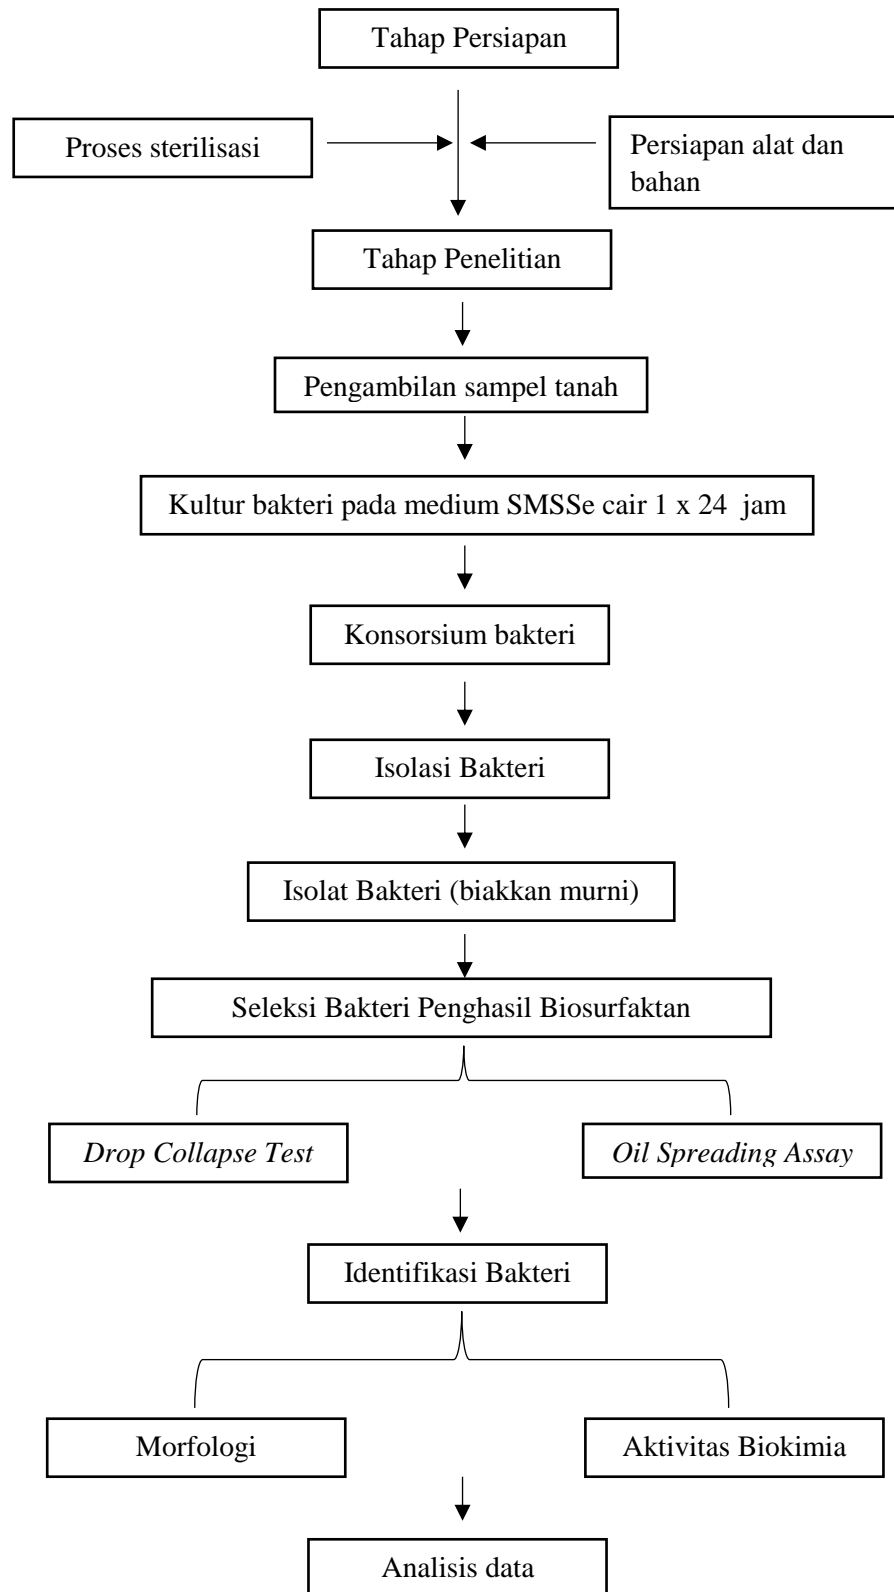 Tahap Persiapan
Proses sterilisasi
Persiapan alat dan
bahan
Tahap Penelitian
Pengambilan sampel tanah
Kultur bakteri pada medium SMSSe cair 1 x 24 jam
Konsorsium bakteri
Isolasi Bakteri
Isolat Bakteri (biakkan murni)
Seleksi Bakteri Penghasil Biosurfaktan
Drop Collapse Test
Oil Spreading Assay
Identifikasi Bakteri
Morfologi
Aktivitas Biokimia
Analisis data